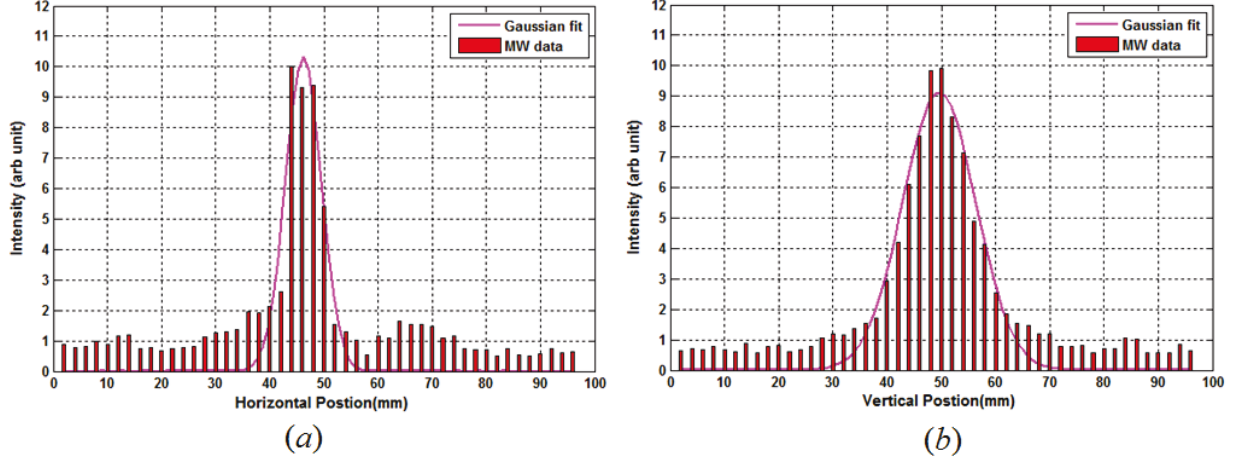 12
11
10
9
8
7
6
5
4
3
2
1
0
Intensity (arb unit)
Gaussian fit
MW data
0 10 20 30 40 50 60 70 80 90 100
Horizontal Postion(mm)
(a)
12
11
10
9
8
7
6
5
4
3
2
1
0
Intensity (arb unit)
Gaussian fit
MW data
0 10 20 30 40 50 60 70 80 90 100
Vertical Postion(mm)
(b)